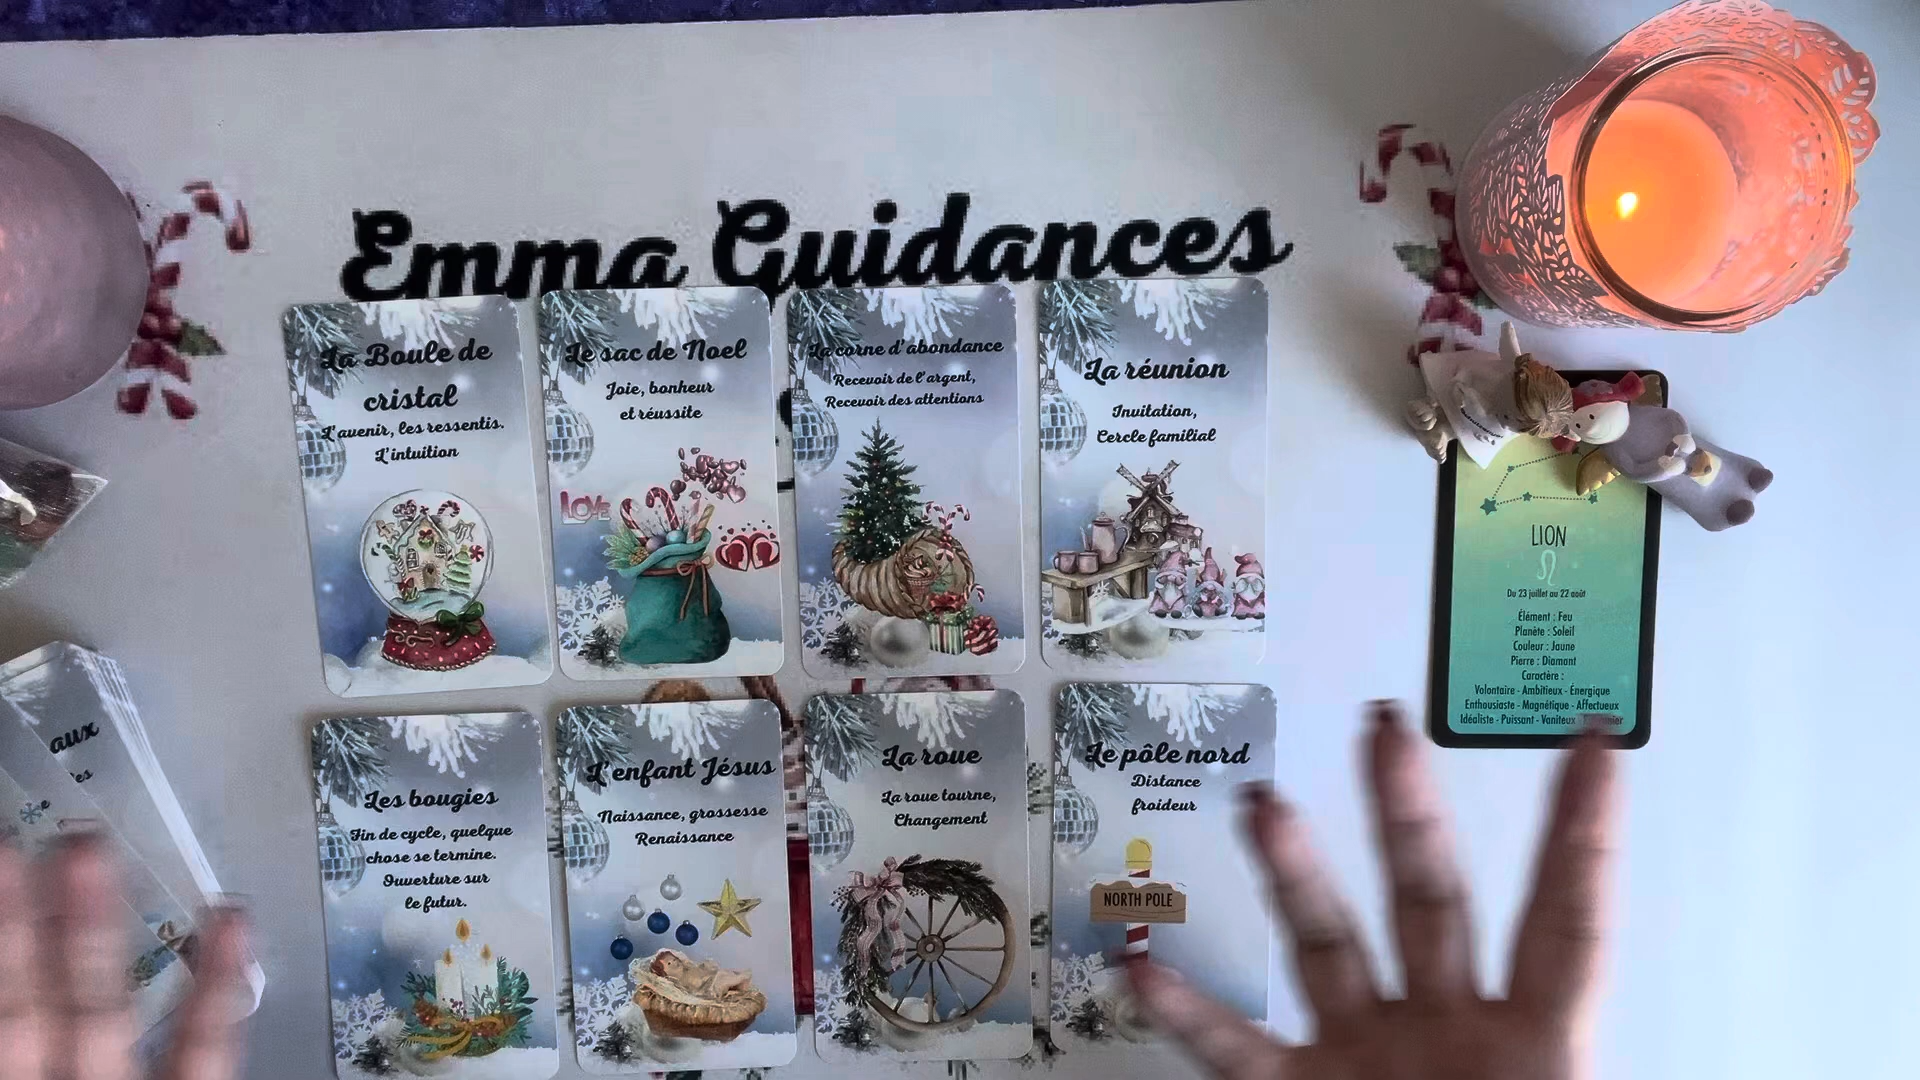 Emma Guidances
La Boule de
cristal
L'avenir, les ressentis.
L'intuition
Le sac de Noel
Joie, bonheur
et réussite
LOVE
La corne d'abondance
Recevoir de l'argent,
Recevoir des attentions
La réunion
Invitation,
Cercle familial
LION
Du 23 juillet au 22 août
Élément : Feu
Planète : Soleil
Couleur : Jaune
Pierre : Diamant
Caractère :
Volontaire - Ambitieux - Énergique
Enthousiaste - Magnétique - Affectueux
Idéaliste - Puissant - Vaniteux
aux
Les bougies
Fin de cycle, quelque
chose se termine.
Ouverture sur
le futur.
L'enfant Jésus
Naissance, grossesse
Renaissance
La roue
La roue tourne,
Changement
Le pôle nord
Distance
froideur
NORTH POLE